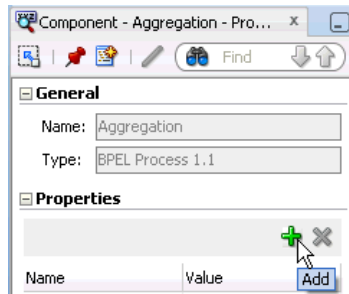 Component - Aggregation - Pro... x
Find
General
Name: Aggregation
Type: BPEL Process 1.1
Properties
Name Value
Add